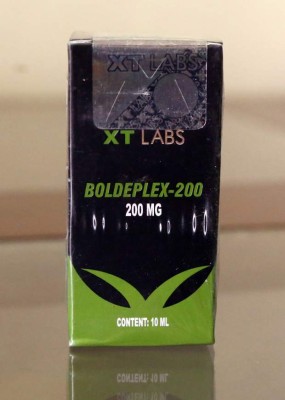 XT LABS
XT LABS
BOLDEPLEX-200
200 MG
CONTENT: 10 ML